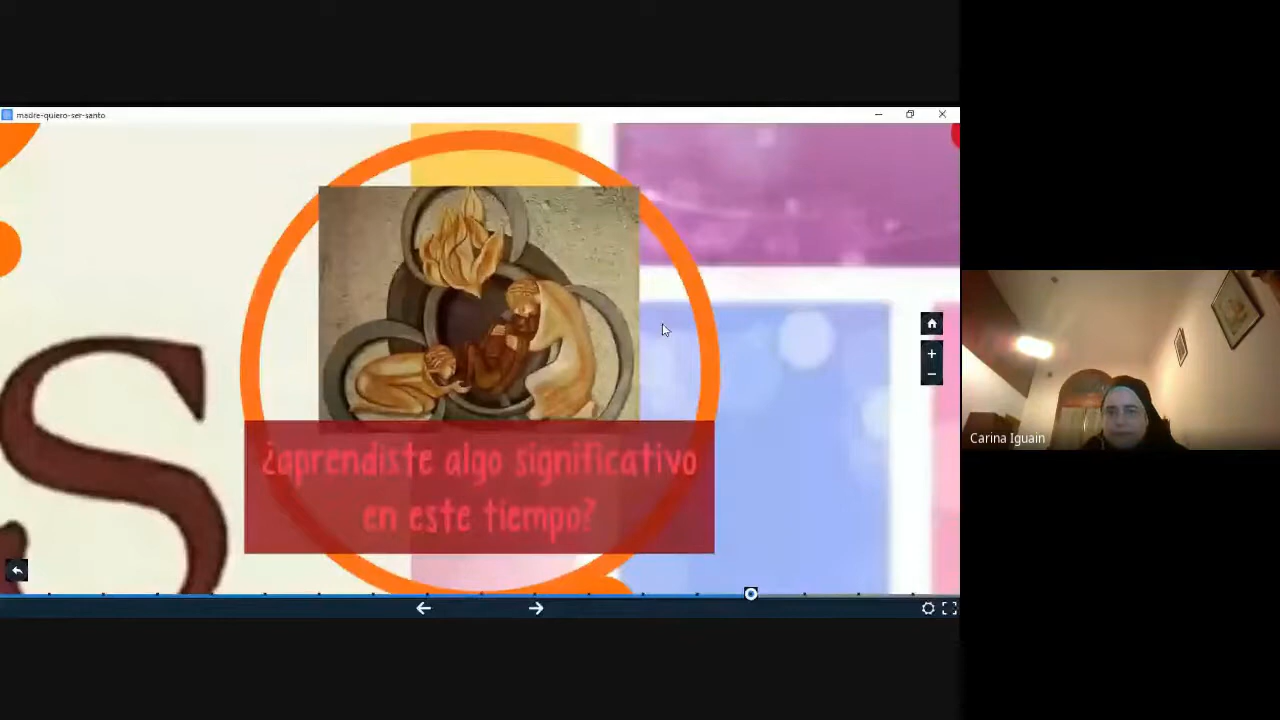 madre-quiero-ser-santo
S
¿aprendiste algo significativo
en este tiempo?
Carina Iguain